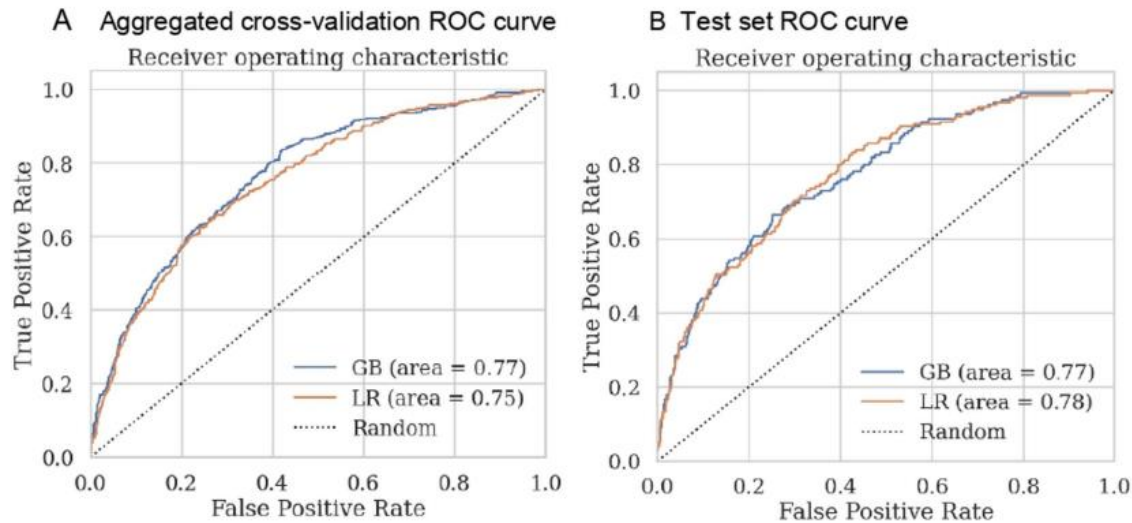 A Aggregated cross-validation ROC curve
Receiver operating characteristic
True Positive Rate
1.0
0.8
0.6
0.4
0.2
0.0
GB (area = 0.77)
LR (area = 0.75)
Random
0.0 0.2 0.4 0.6 0.8 1.0
False Positive Rate
B Test set ROC curve
Receiver operating characteristic
True Positive Rate
1.0
0.8
0.6
0.4
0.2
0.0
GB (area = 0.77)
LR (area = 0.78)
Random
0.0 0.2 0.4 0.6 0.8 1.0
False Positive Rate